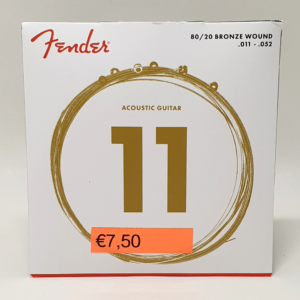 Fender
80/20 BRONZE WOUND
.011 - .052
ACOUSTIC GUITAR
11
€7,50